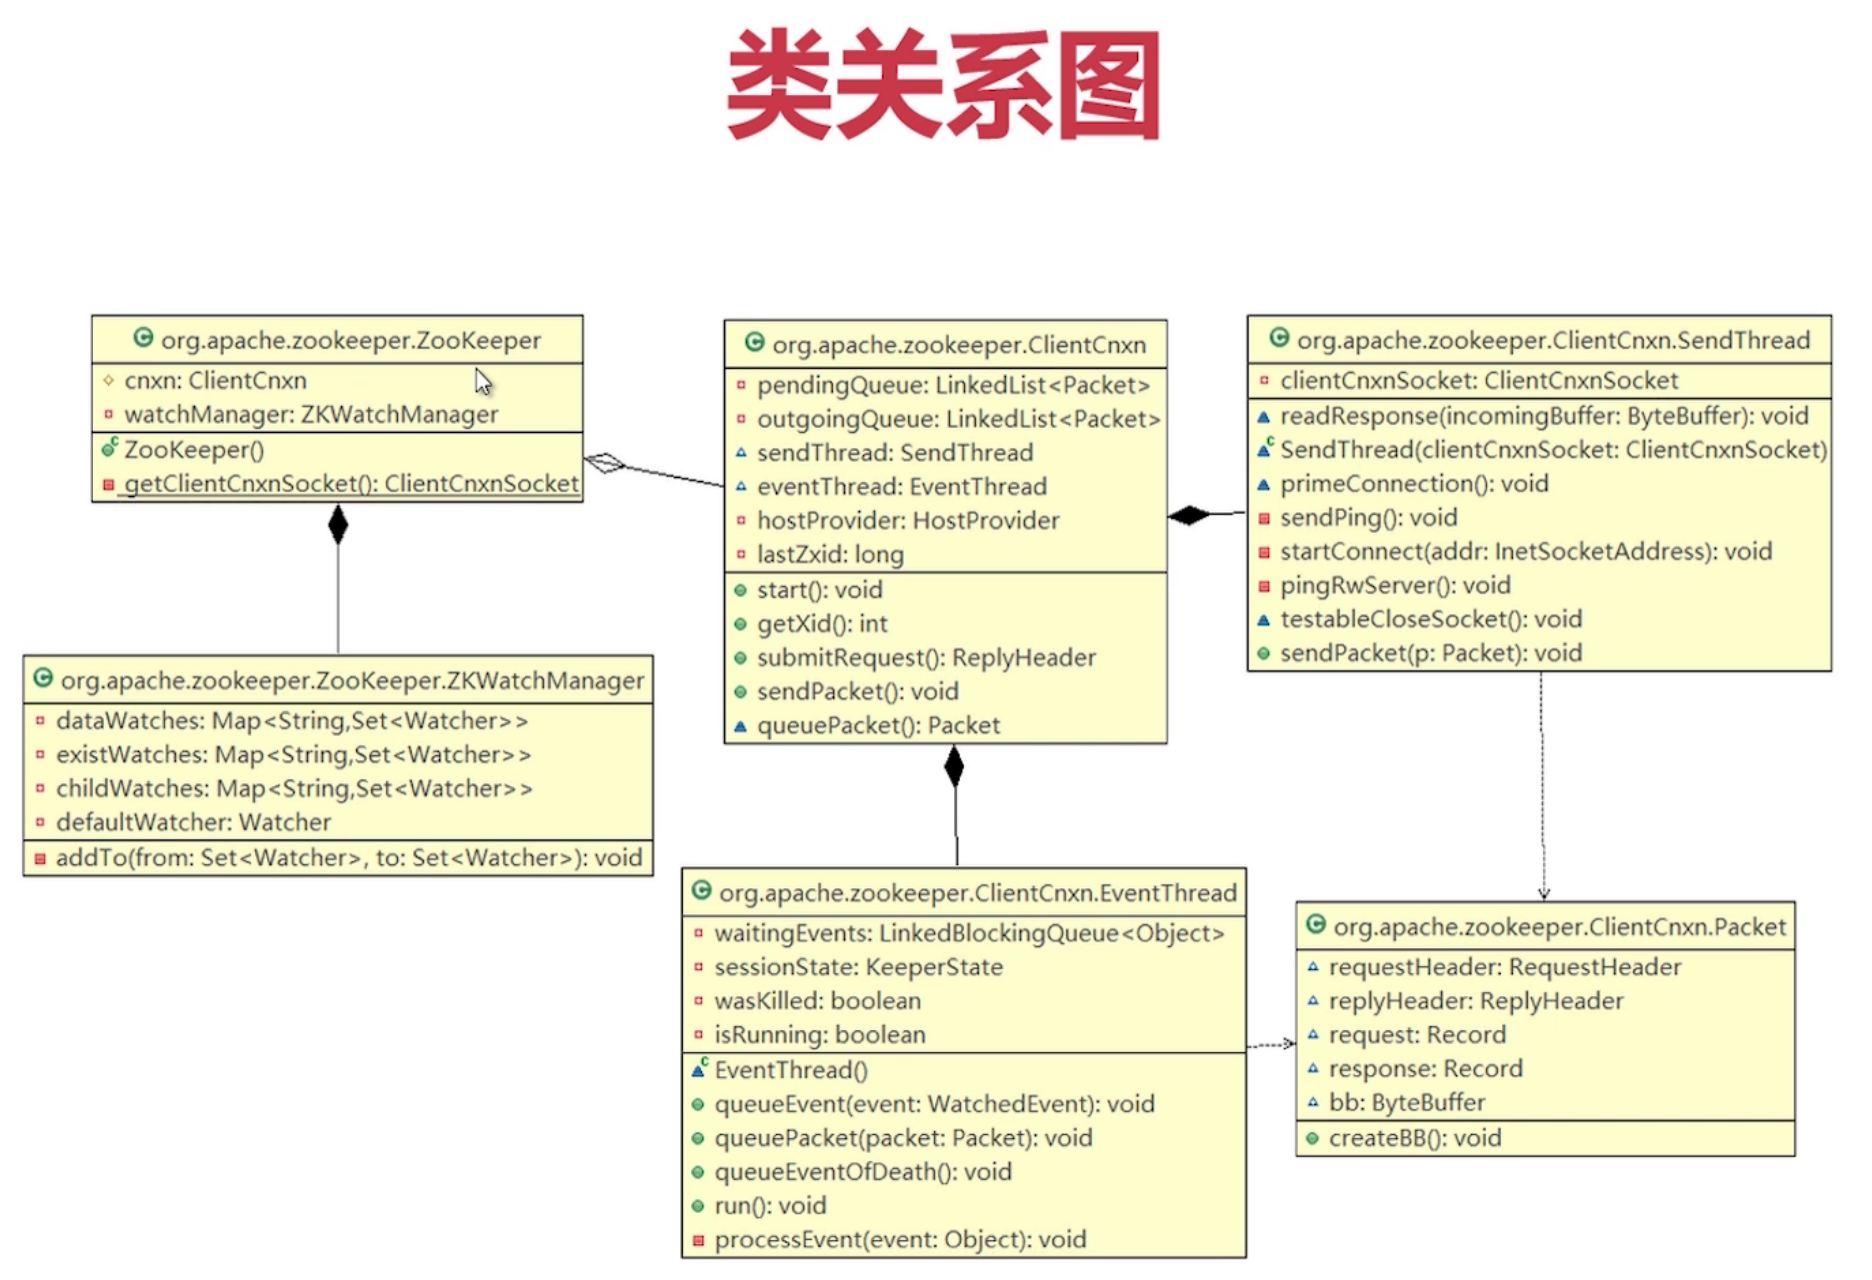 类关系图
org.apache.zookeeper.ZooKeeper
cnxn: ClientCnxn
watchManager: ZKWatchManager
ZooKeeper()
getClientCnxnSocket(): ClientCnxnSocket
org.apache.zookeeper.ZooKeeper.ZKWatchManager
dataWatches: Map<String,Set<Watcher>>
existWatches: Map<String,Set<Watcher>>
childWatches: Map<String,Set<Watcher>>
defaultWatcher: Watcher
addTo(from: Set<Watcher>, to: Set<Watcher>): void
org.apache.zookeeper.ClientCnxn
pendingQueue: LinkedList<Packet>
outgoingQueue: LinkedList<Packet>
sendThread: SendThread
eventThread: EventThread
hostProvider: HostProvider
lastZxid: long
start(): void
getXid(): int
submitRequest(): ReplyHeader
sendPacket(): void
queuePacket(): Packet
org.apache.zookeeper.ClientCnxn.SendThread
clientCnxnSocket: ClientCnxnSocket
readResponse(incomingBuffer: ByteBuffer): void
SendThread(clientCnxnSocket: ClientCnxnSocket)
primeConnection(): void
sendPing(): void
startConnect(addr: InetSocketAddress): void
pingRwServer(): void
testableCloseSocket(): void
sendPacket(p: Packet): void
org.apache.zookeeper.ClientCnxn.EventThread
waitingEvents: LinkedBlockingQueue<Object>
sessionState: KeeperState
wasKilled: boolean
isRunning: boolean
EventThread()
queueEvent(event: WatchedEvent): void
queuePacket(packet: Packet): void
queueEventOfDeath(): void
run(): void
processEvent(event: Object): void
org.apache.zookeeper.ClientCnxn.Packet
requestHeader: RequestHeader
replyHeader: ReplyHeader
request: Record
response: Record
bb: ByteBuffer
createBB(): void